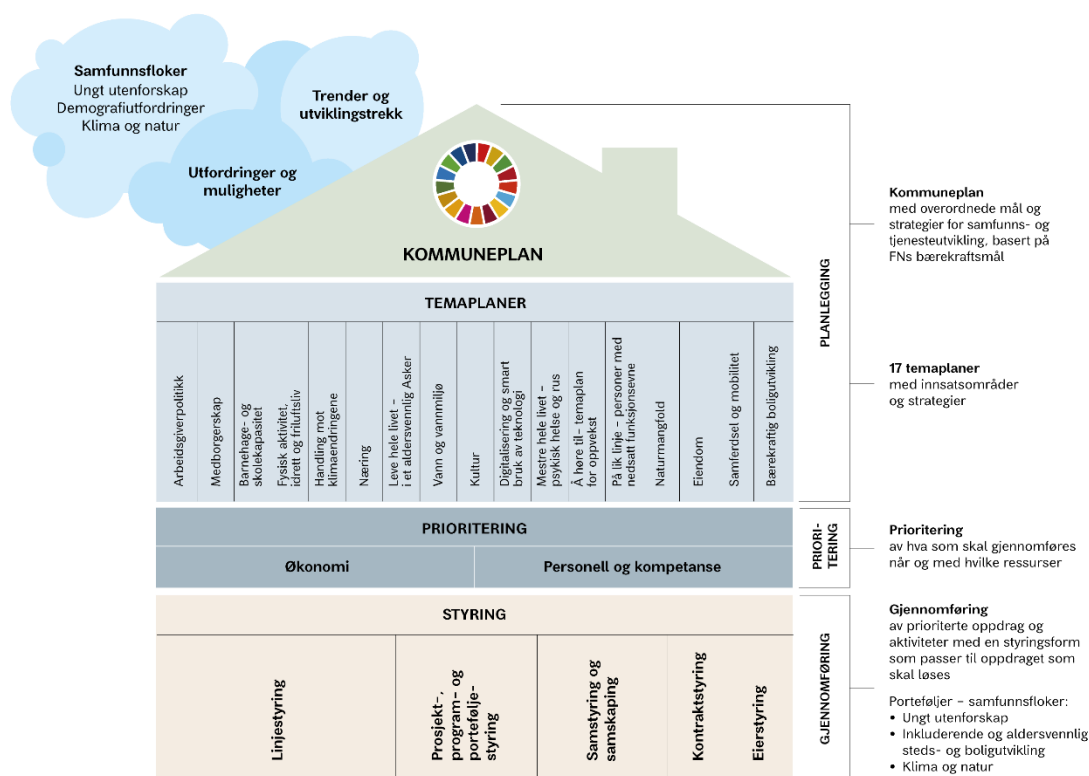 Samfunnsfloker
Ungt utenforskap
Demografiutfordringer
Klima og natur
Trender og
utviklingstrekk
Utfordringer og
muligheter
KOMMUNEPLAN
TEMAPLANER
Arbeidsgiverpolitikk
Medborgerskap
Barnehage- og
skolekapasitet
Fysisk aktivitet,
idrett og friluftsliv
Handling mot
klimaendringene
Næring
Leve hele livet –
i et aldersvennlig Asker
Vann og vannmiljø
Kultur
Digitalisering og smart
bruk av teknologi
Mestre hele livet –
psykisk helse og rus
Å høre til– temaplan
for oppvekst
På lik linje – personer med
nedsatt funksjonsevne
Naturmangfold
Eiendom
Samferdsel og mobilitet
Bærekraftig boligutvikling
PRIORITERING
Økonomi
Personell og kompetanse
STYRING
Linjestyring
Prosjekt-,
program- og
portefølje-
styring
Samstyring og
samskaping
Kontraktstyring
Eierstyring
PLANLEGGING
Kommuneplan
med overordnede mål og
strategier for samfunns- og
tjenesteutvikling, basert på
FNs bærekraftsmål
17 temaplaner
med innsatsområder
og strategier
PRIORI-
TERING
Prioritering
av hva som skal gjennomføres
når og med hvilke ressurser
GJENNOMFØRING
Gjennomføring
av prioriterte oppdrag og
aktiviteter med en styringsform
som passer til oppdraget som
skal løses
Porteføljer – samfunnsfloker:
• Ungt utenforskap
• Inkluderende og aldersvennlig
steds- og boligutvikling
• Klima og natur